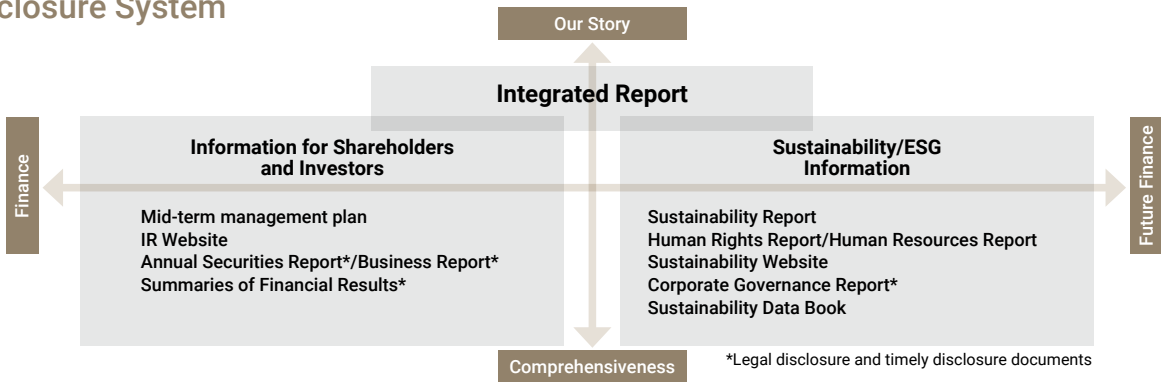 System
Our Story
Integrated Report
Finance
Information for Shareholders
and Investors
Mid-term management plan
IR Website
Annual Securities Report*/Business Report*
Summaries of Financial Results*
Sustainability/ESG
Information
Sustainability Report
Human Rights Report/Human Resources Report
Sustainability Website
Corporate Governance Report*
Sustainability Data Book
Future Finance
Comprehensiveness
*Legal disclosure and timely disclosure documents